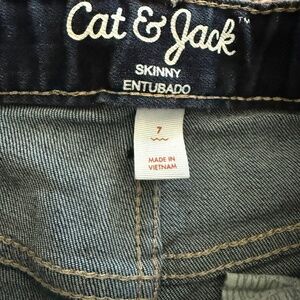 Cat & Jack™
SKINNY
ENTUBADO
7
MADE IN
VIETNAM